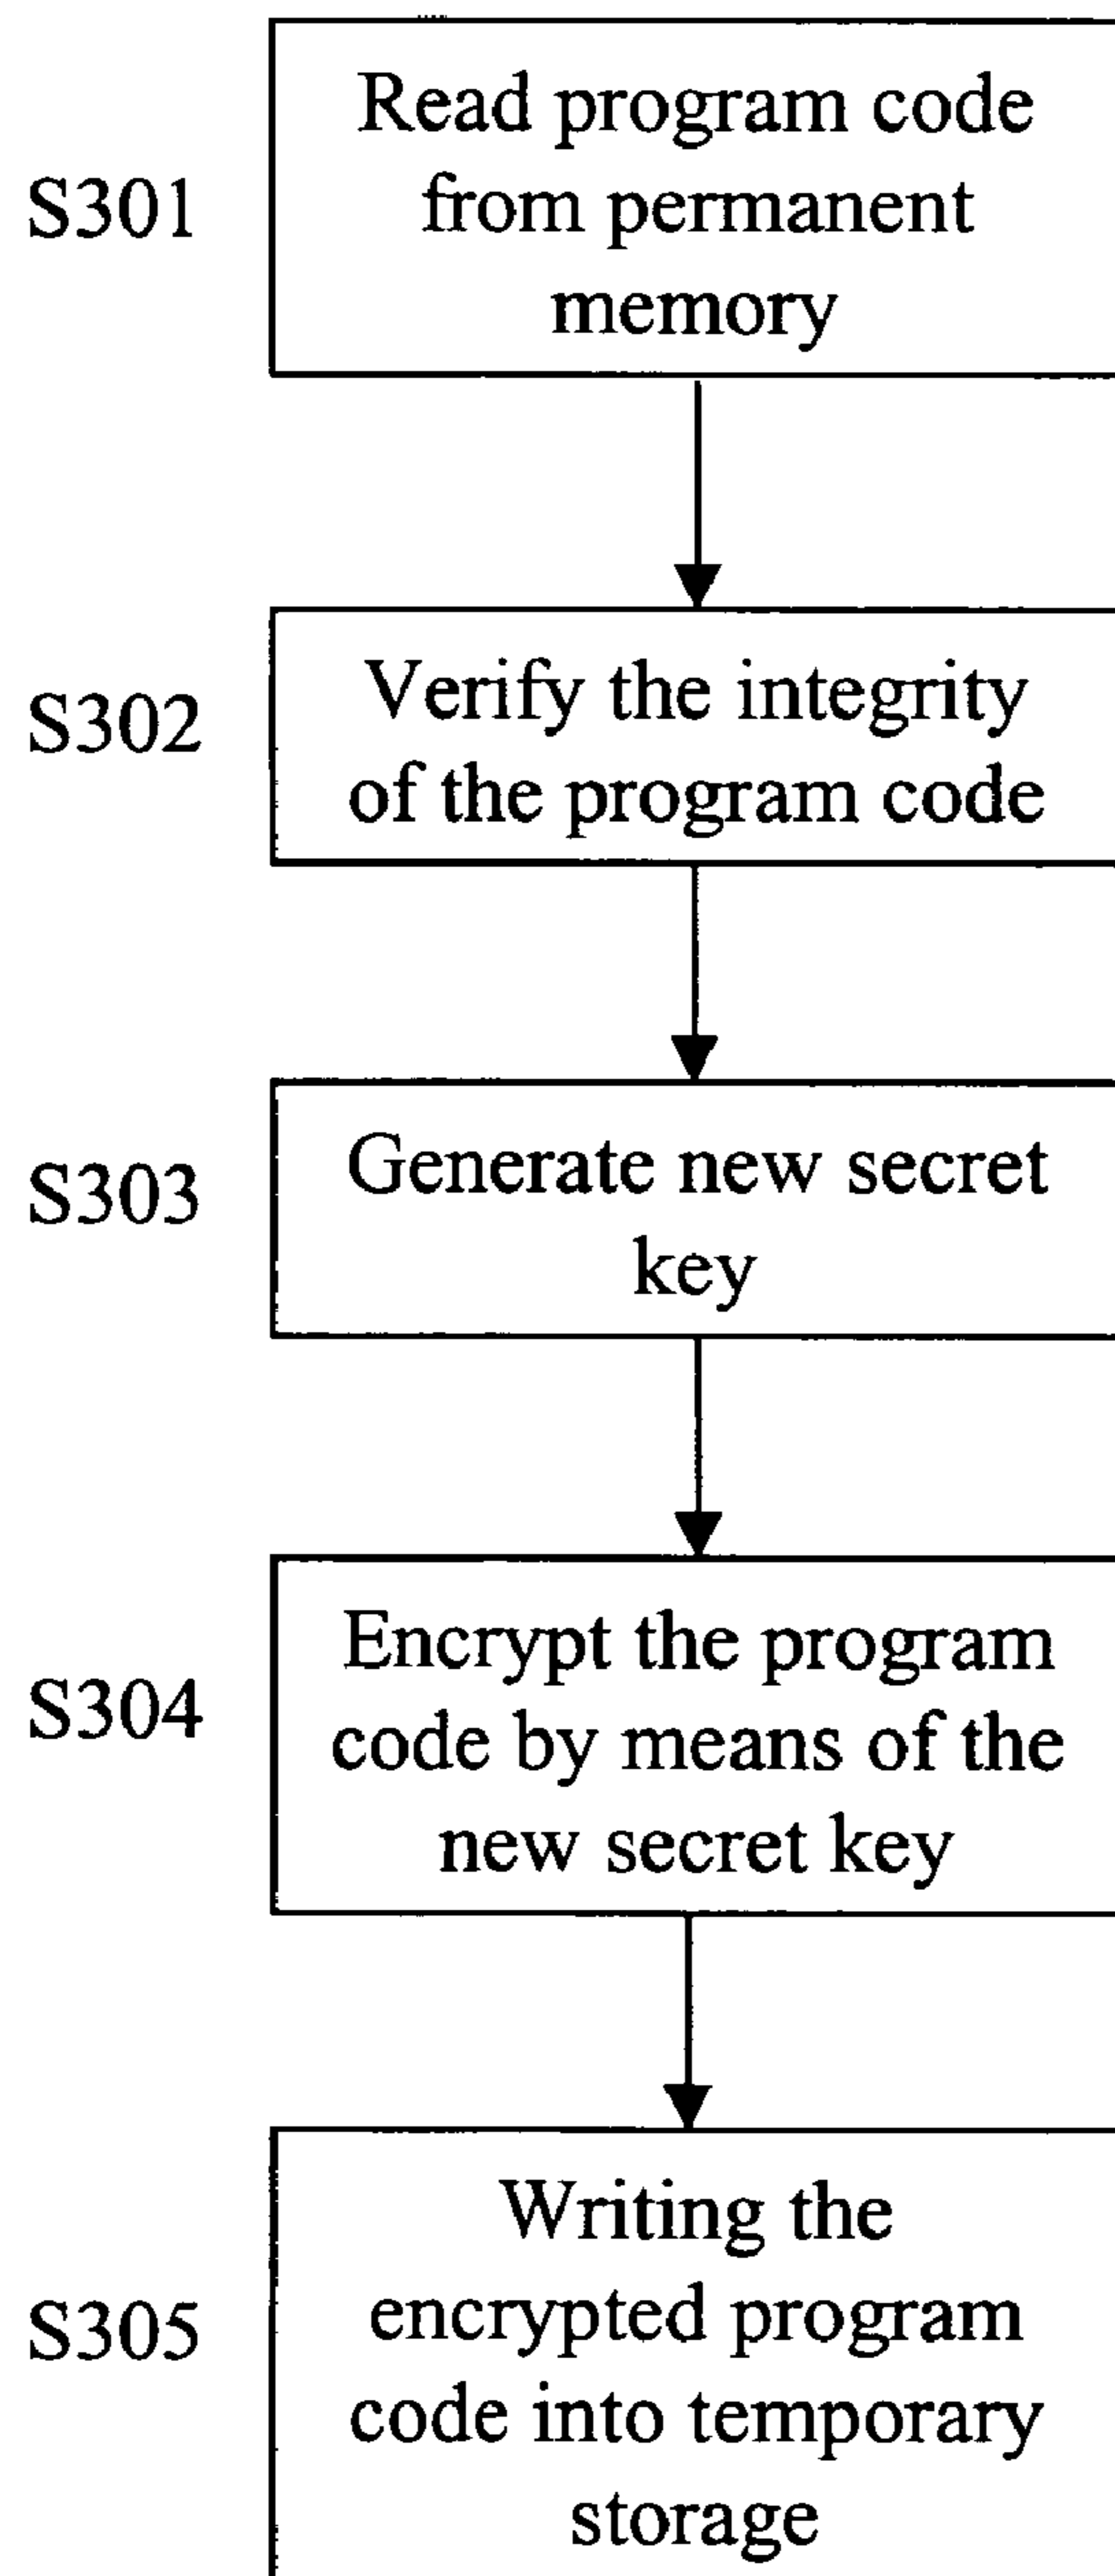 Read program code
from permanent
memory
S301
Verify the integrity
of the program code
S302
Generate new secret
key
S303
Encrypt the program
code by means of the
new secret key
S304
Writing the
encrypted program
code into temporary
storage
S305